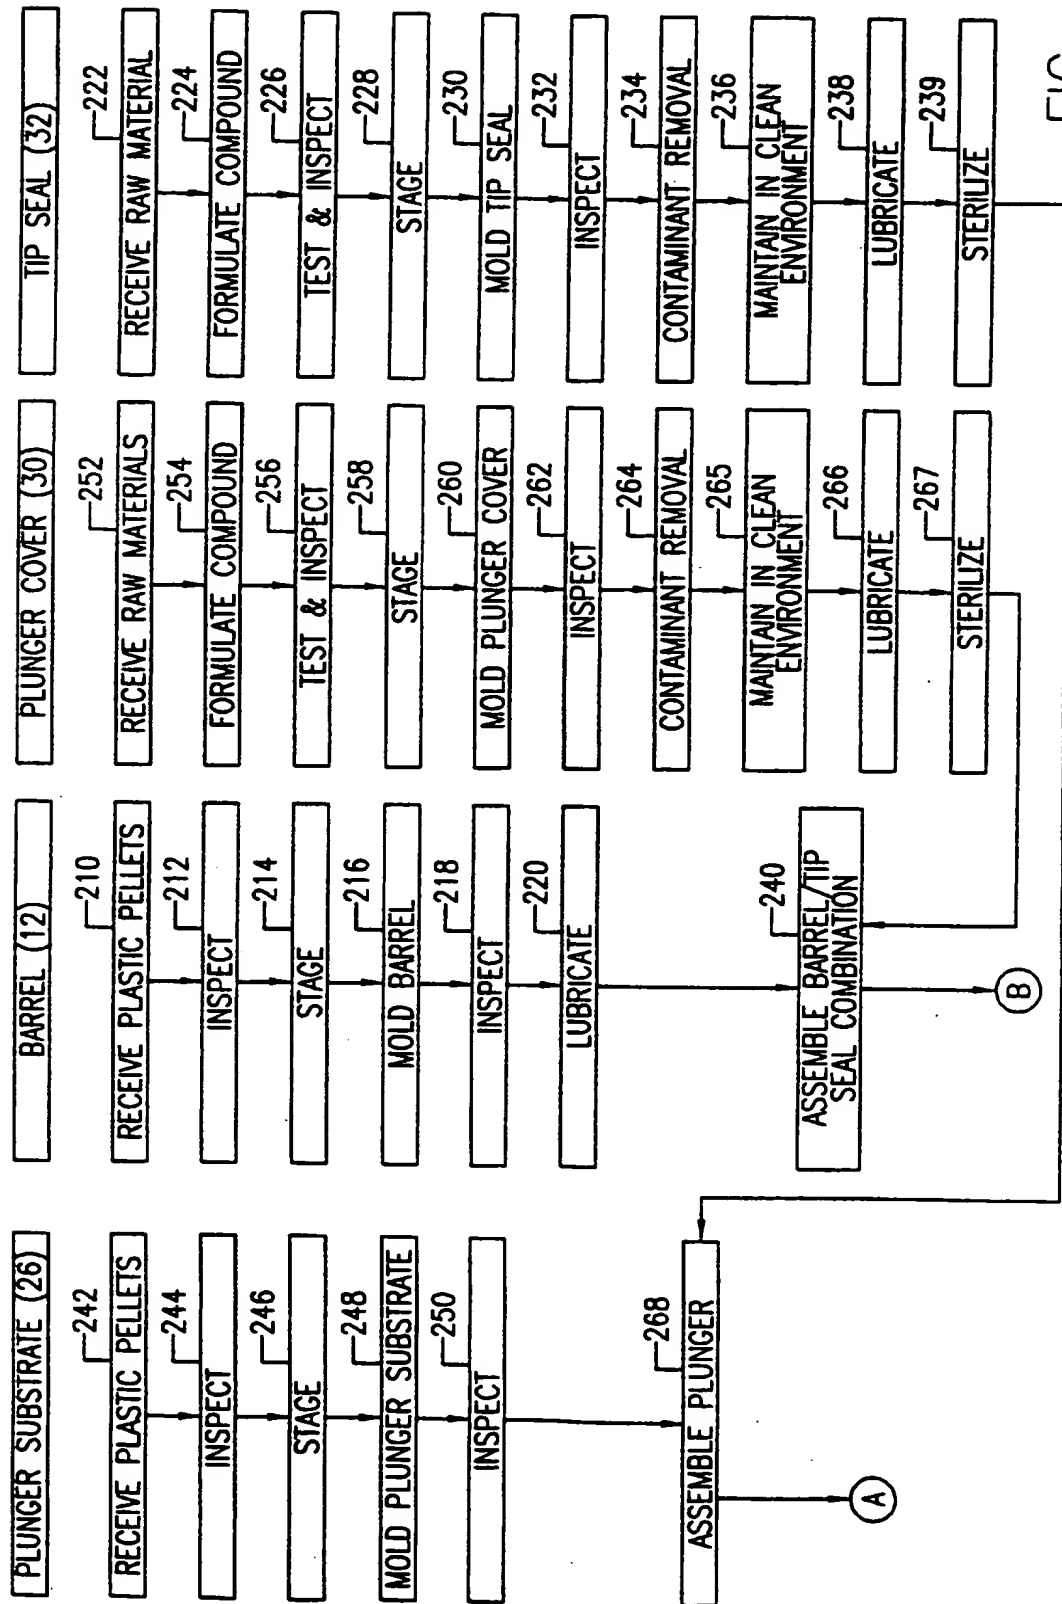 PLUNGER SUBSTRATE (26)
242
RECEIVE PLASTIC PELLETS
244
INSPECT
246
STAGE
248
MOLD PLUNGER SUBSTRATE
250
INSPECT
268
ASSEMBLE PLUNGER
A
BARREL (12)
210
RECEIVE PLASTIC PELLETS
212
INSPECT
214
STAGE
216
MOLD BARREL
218
INSPECT
220
LUBRICATE
240
ASSEMBLE BARREL/TIP
SEAL COMBINATION
B
PLUNGER COVER (30)
252
RECEIVE RAW MATERIALS
254
FORMULATE COMPOUND
256
TEST & INSPECT
258
STAGE
260
MOLD PLUNGER COVER
262
INSPECT
264
CONTAMINANT REMOVAL
265
MAINTAIN IN CLEAN
ENVIRONMENT
266
LUBRICATE
267
STERILIZE
TIP SEAL (32)
222
RECEIVE RAW MATERIAL
224
FORMULATE COMPOUND
226
TEST & INSPECT
228
STAGE
230
MOLD TIP SEAL
232
INSPECT
234
CONTAMINANT REMOVAL
236
MAINTAIN IN CLEAN
ENVIRONMENT
238
LUBRICATE
239
STERILIZE